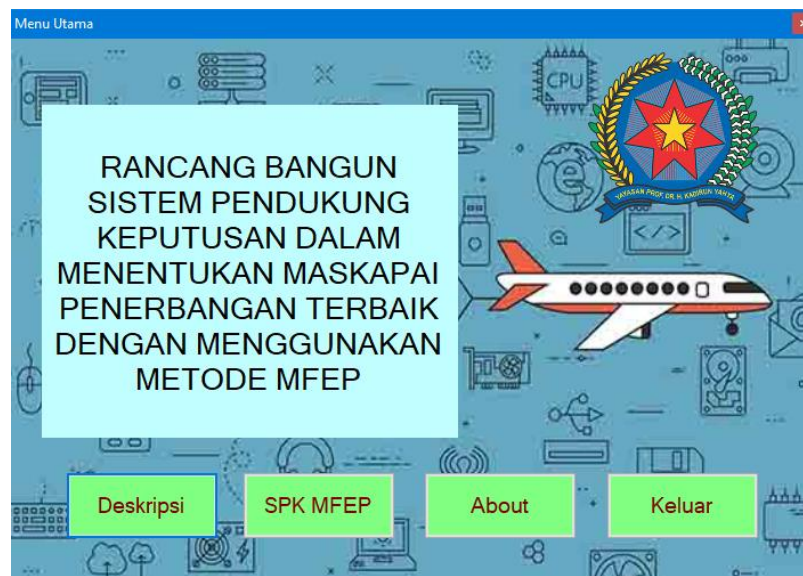 Menu Utama
CPU
RANCANG BANGUN
SISTEM PENDUKUNG
KEPUTUSAN DALAM
MENENTUKAN MASKAPAI
PENERBANGAN TERBAIK
DENGAN MENGGUNAKAN
METODE MFEP
YAYASAN PROF. DR. H. KADIRUN YAHYA
</>
Deskripsi
SPK MFEP
About
Keluar